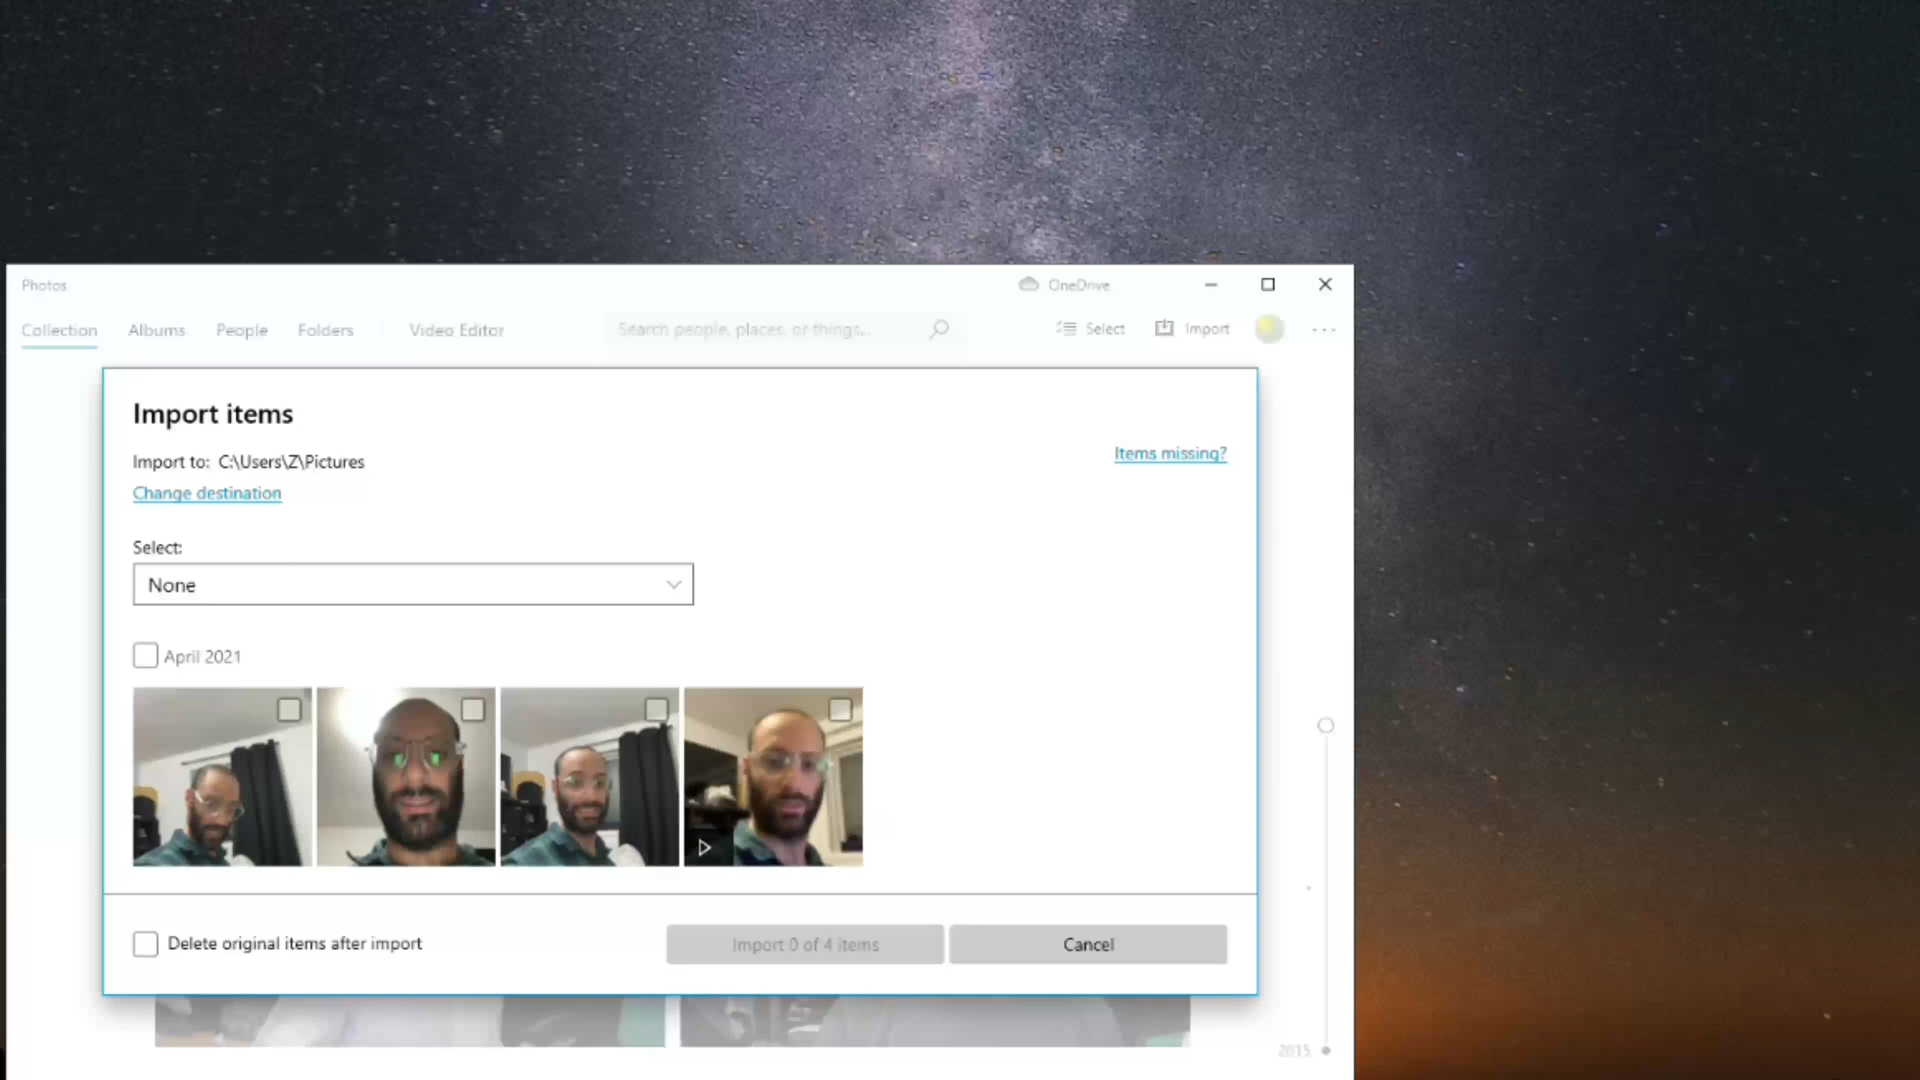 Photos
OneDrive
Collection Albums People Folders Video Editor
Search people, places, or things...
Select Import
Import items
Import to: C:\Users\Z\Pictures
Items missing?
Change destination
Select:
None
April 2021
Delete original items after import
Import 0 of 4 items
Cancel
2015